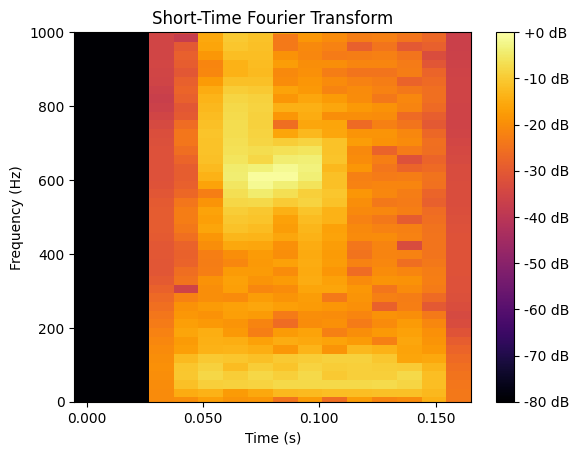 Short-Time Fourier Transform
1000
800
600
400
200
0
Frequency (Hz)
0.000
0.050
0.100
0.150
Time (s)
+0 dB
-10 dB
-20 dB
-30 dB
-40 dB
-50 dB
-60 dB
-70 dB
-80 dB